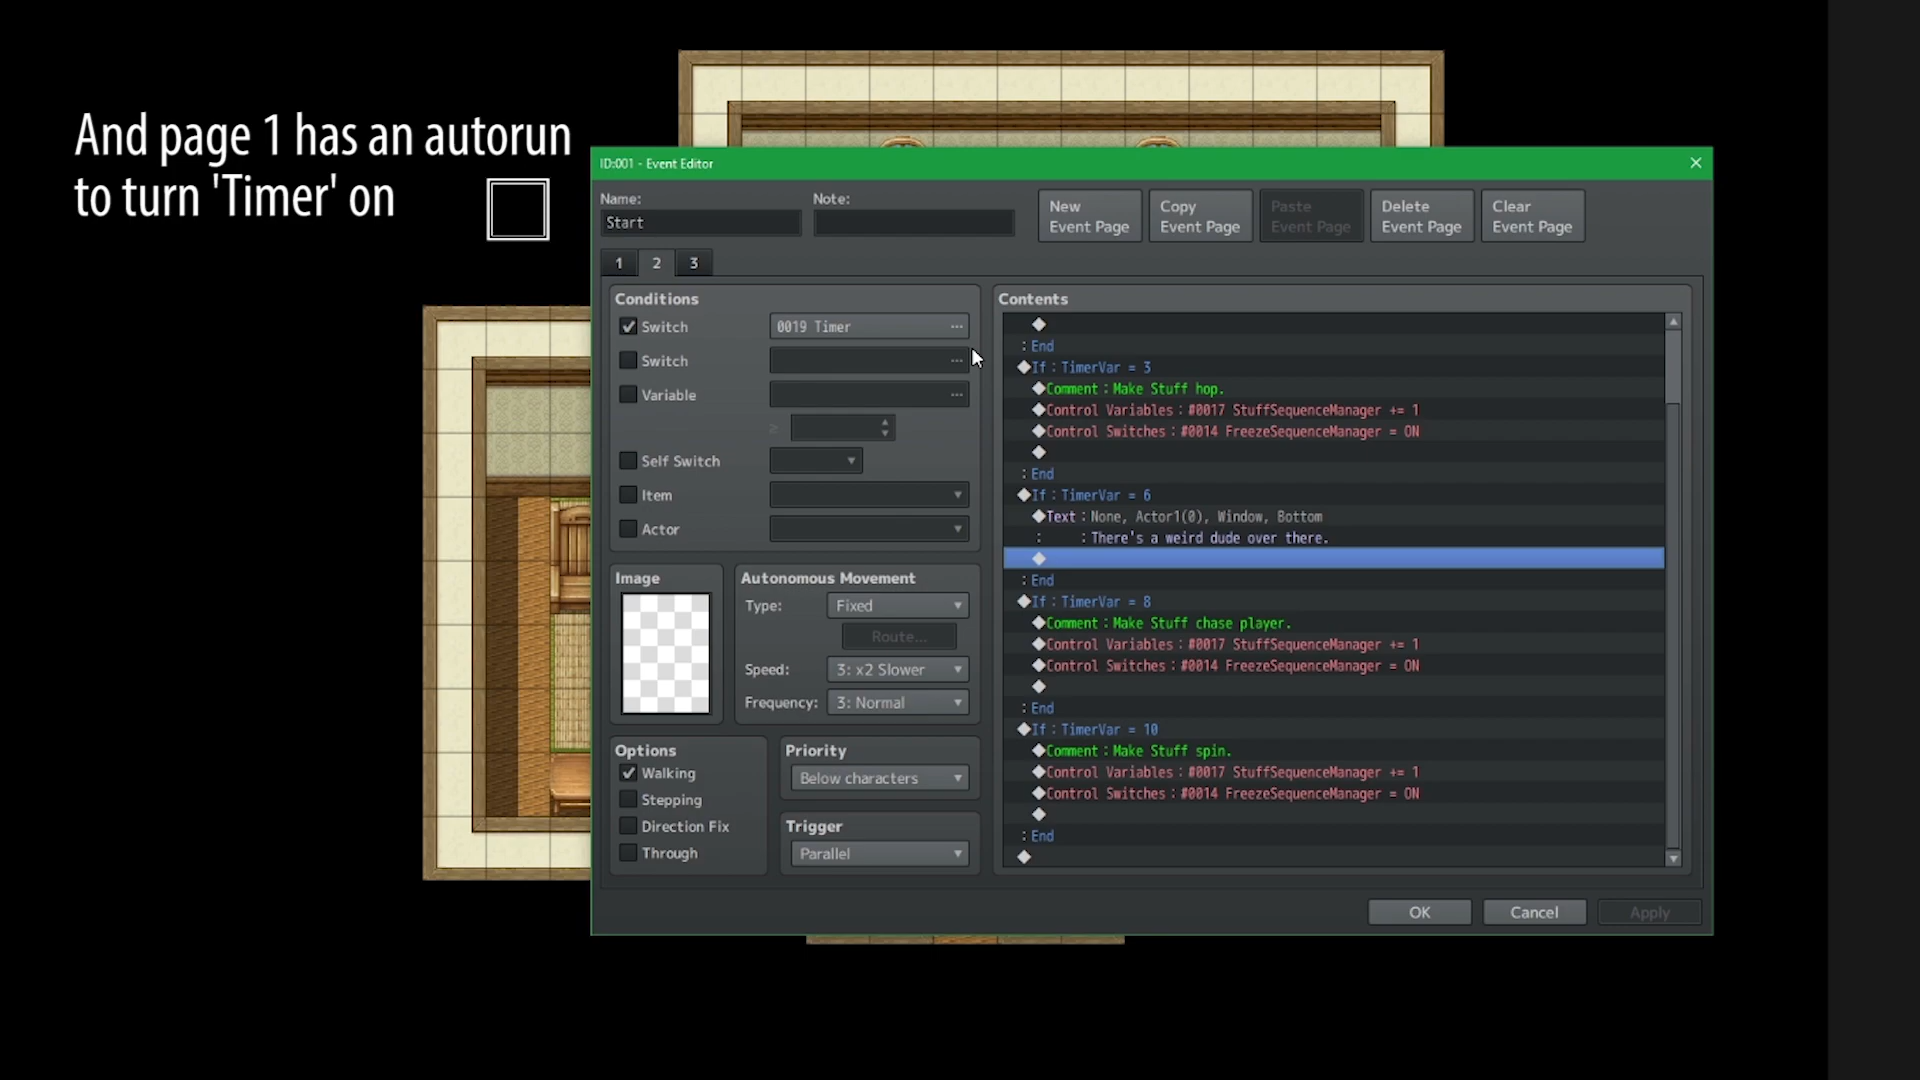 And page 1 has an autorun
to turn 'Timer' on
ID:001 - Event Editor
Name:
Note:
Start
New
Event Page
Copy
Event Page
Paste
Event Page
Delete
Event Page
Clear
Event Page
1 2 3
Conditions
Switch 0019 Timer ...
Switch ...
Variable ...
≥
Self Switch
Item
Actor
Image
Autonomous Movement
Type: Fixed
Route...
Speed: 3: x2 Slower
Frequency: 3: Normal
Options
Walking
Stepping
Direction Fix
Through
Priority
Below characters
Trigger
Parallel
Contents
◆
: End
◆If : TimerVar = 3
◆Comment : Make Stuff hop.
◆Control Variables : #0017 StuffSequenceManager += 1
◆Control Switches : #0014 FreezeSequenceManager = ON
◆
: End
◆If : TimerVar = 6
◆Text : None, Actor1(0), Window, Bottom
: : There's a weird dude over there.
◆
: End
◆If : TimerVar = 8
◆Comment : Make Stuff chase player.
◆Control Variables : #0017 StuffSequenceManager += 1
◆Control Switches : #0014 FreezeSequenceManager = ON
◆
: End
◆If : TimerVar = 10
◆Comment : Make Stuff spin.
◆Control Variables : #0017 StuffSequenceManager += 1
◆Control Switches : #0014 FreezeSequenceManager = ON
◆
: End
◆
OK
Cancel
Apply